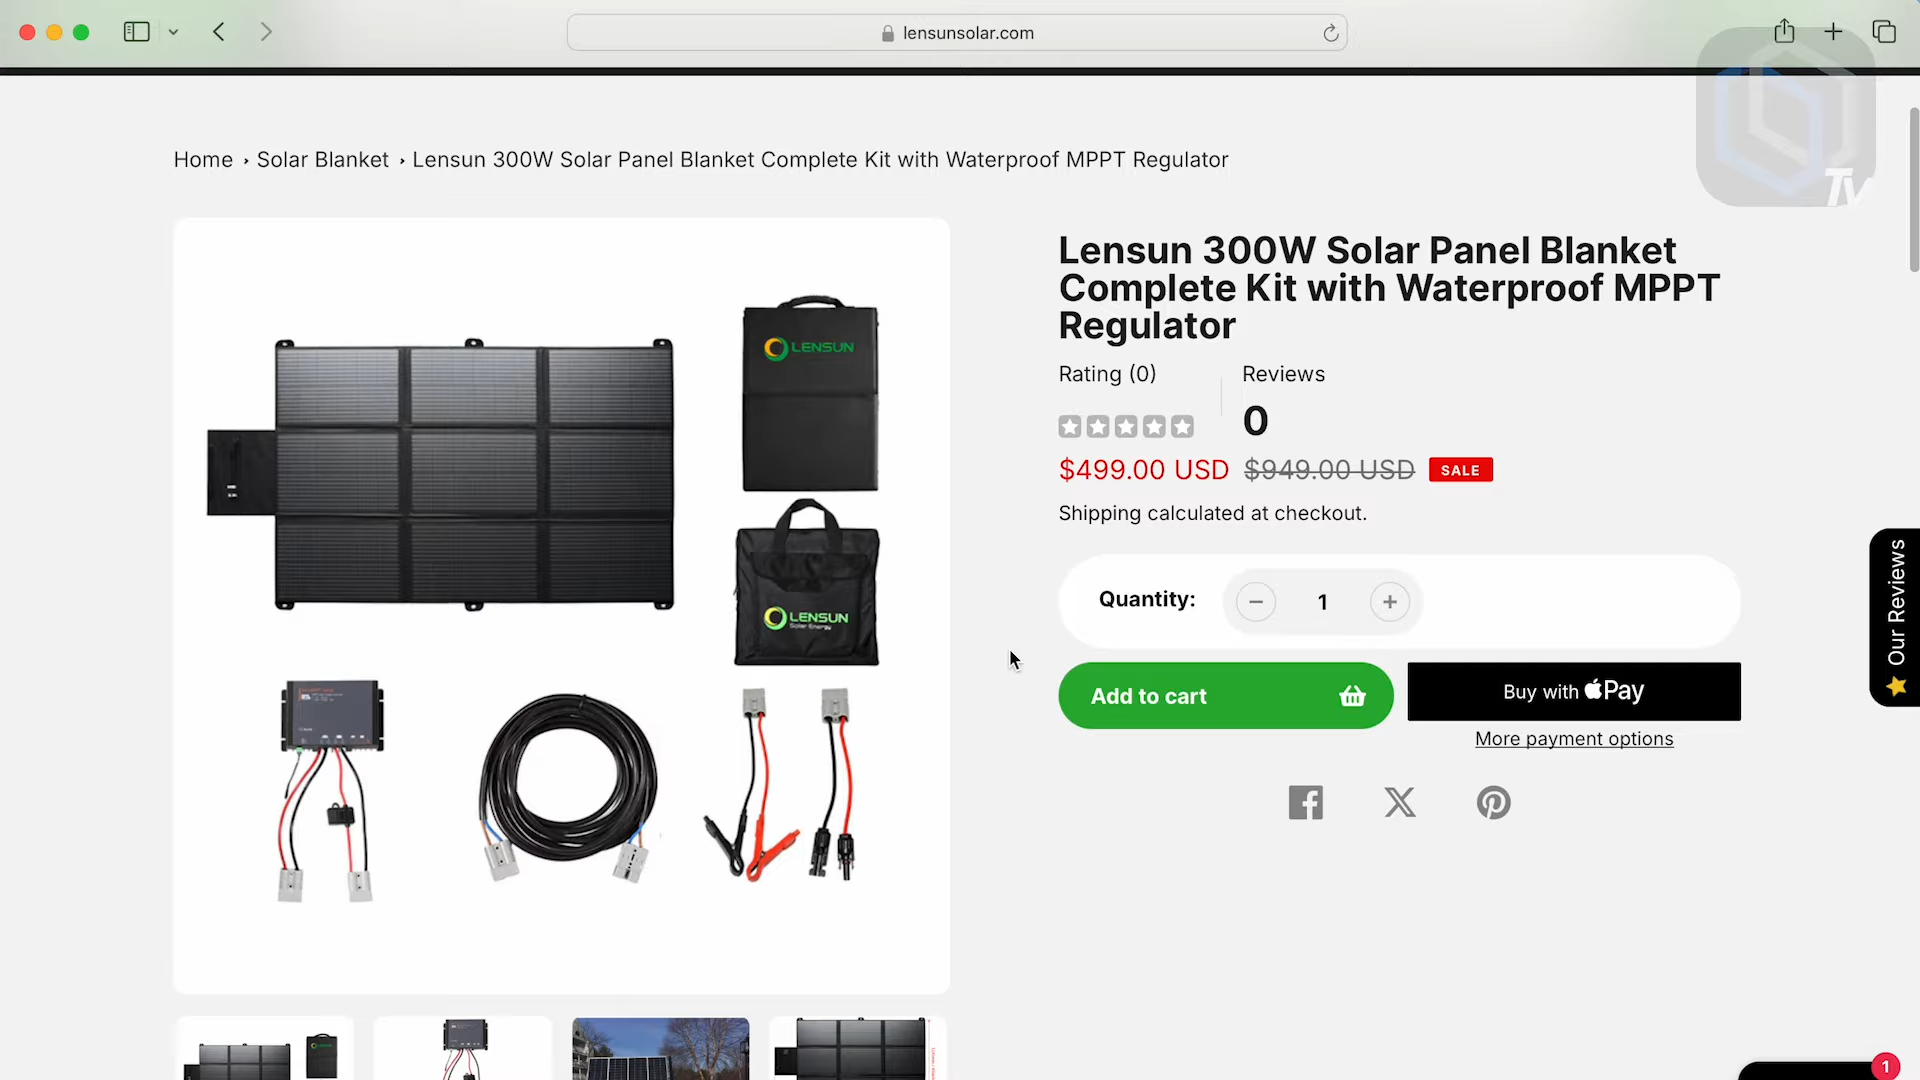 lensunsolar.com
TV
Home › Solar Blanket › Lensun 300W Solar Panel Blanket Complete Kit with Waterproof MPPT Regulator
LENSUN
LENSUN
Solar Energy
Lensun 300W Solar Panel Blanket
Complete Kit with Waterproof MPPT
Regulator
Rating (0)
Reviews
0
$499.00 USD $949.00 USD SALE
Shipping calculated at checkout.
Quantity: − 1 +
Add to cart
Buy with Pay
More payment options
Our Reviews
1